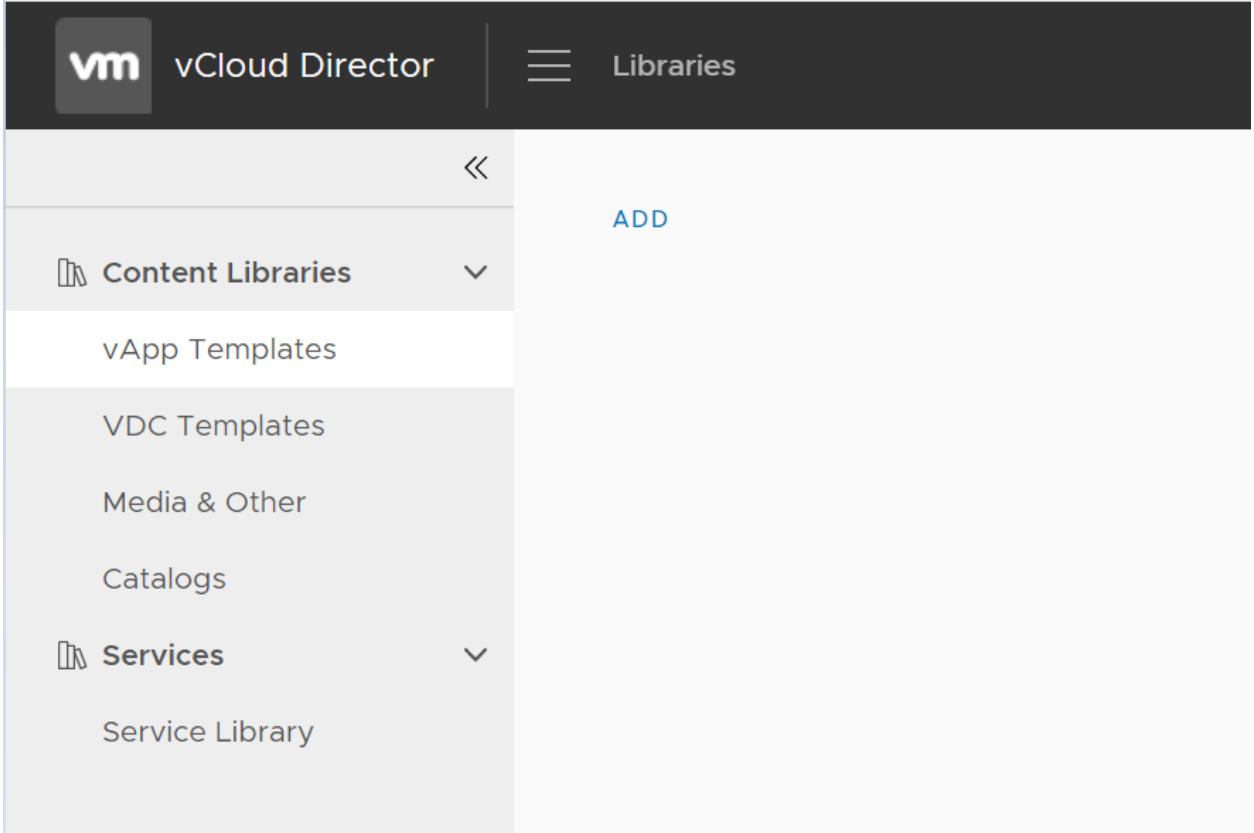 vm vCloud Director Libraries
ADD
Content Libraries
vApp Templates
VDC Templates
Media & Other
Catalogs
Services
Service Library